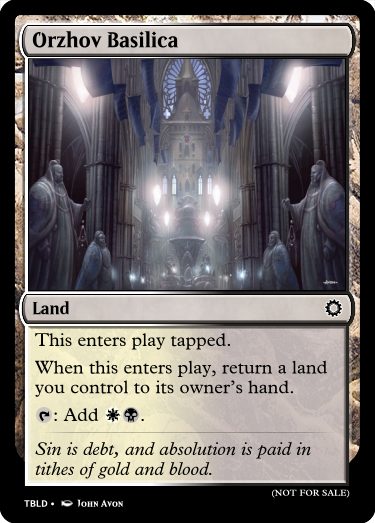 Orzhov Basilica
Land
This enters play tapped.
When this enters play, return a land
you control to its owner's hand.
: Add .
Sin is debt, and absolution is paid in
tithes of gold and blood.
(NOT FOR SALE)
TBLD • John Avon